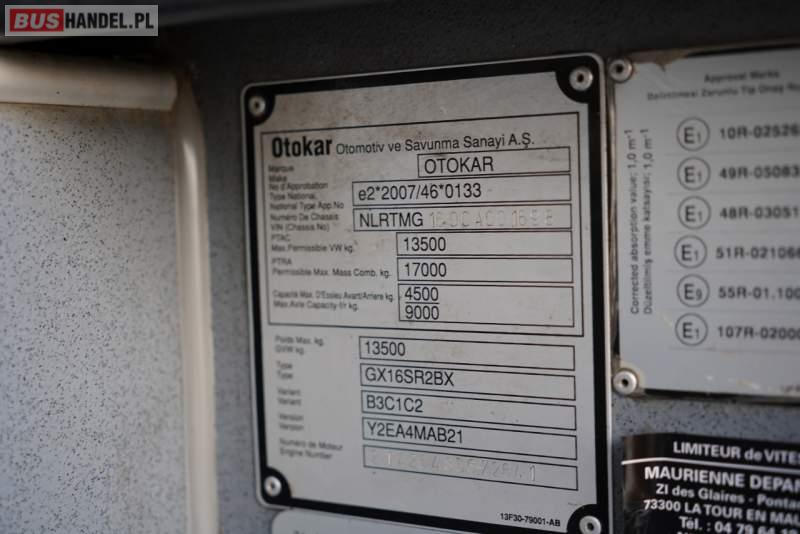 BUSHANDEL.PL
Otokar Otomotiv ve Savunma Sanayi A.Ş.
Marque
Make
OTOKAR
No d'Approbation
Type National
National Type App.No
e2*2007/46*0133
Numéro De Chassis
VIN (Chassis No)
NLRTMG
PTAC
Max.Permissible VW kg.
13500
PTRA
Permissible Max. Mass Comb. kg.
17000
Capacité Max. D'Essieu Avant/Arriere kg.
Max.Axle Capacity-f/r kg.
4500
9000
Poids Max. kg.
GVW kg.
13500
Type
Type
GX16SR2BX
Variant
Variant
B3C1C2
Version
Version
Y2EA4MAB21
Numéro de Moteur
Engine Number
13F30-79001-AB
Approval Marks
Corrected absorption value: 1,0 m-1
Düzeltilmiş emme katsayısı: 1,0 m-1
E1 10R-02526
E1 49R-05083
E1 48R-03051
E1 51R-021066
E9 55R-01.100
E1 107R-02000
LIMITEUR de VITES
MAURIENNE DEPAN
ZI des Glaires - Ponta
73300 LA TOUR EN MAU
Tél. : 04 79 64